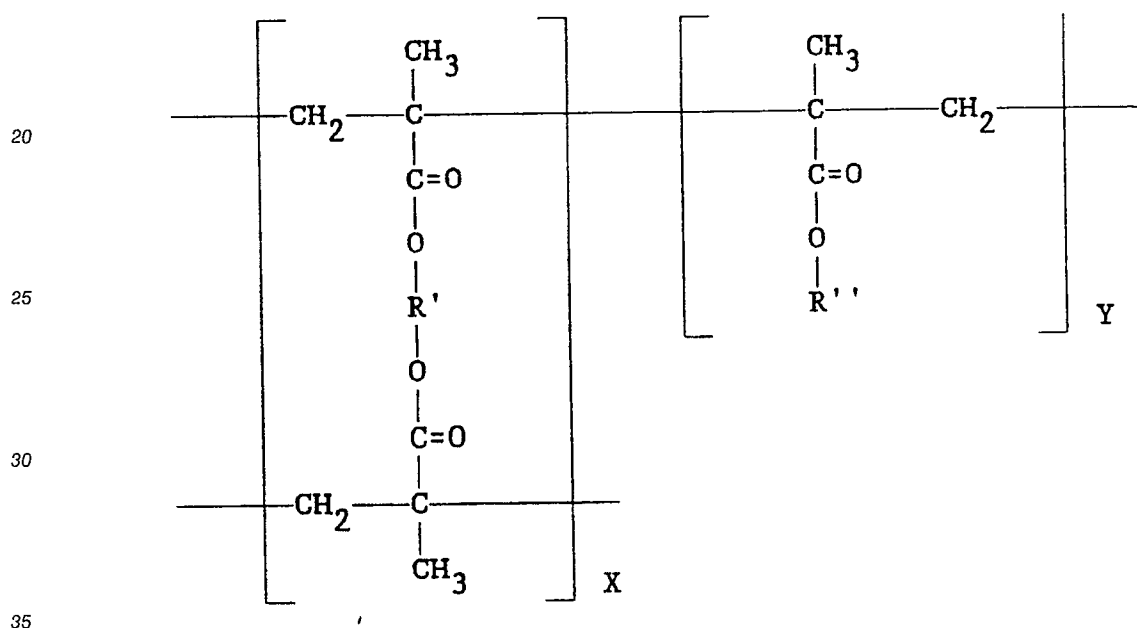 CH3 CH3
20 CH2 C C CH2
C=O C=O
O O
25 R' R'' Y
O
C=O
30
CH2 C
CH3 X
35